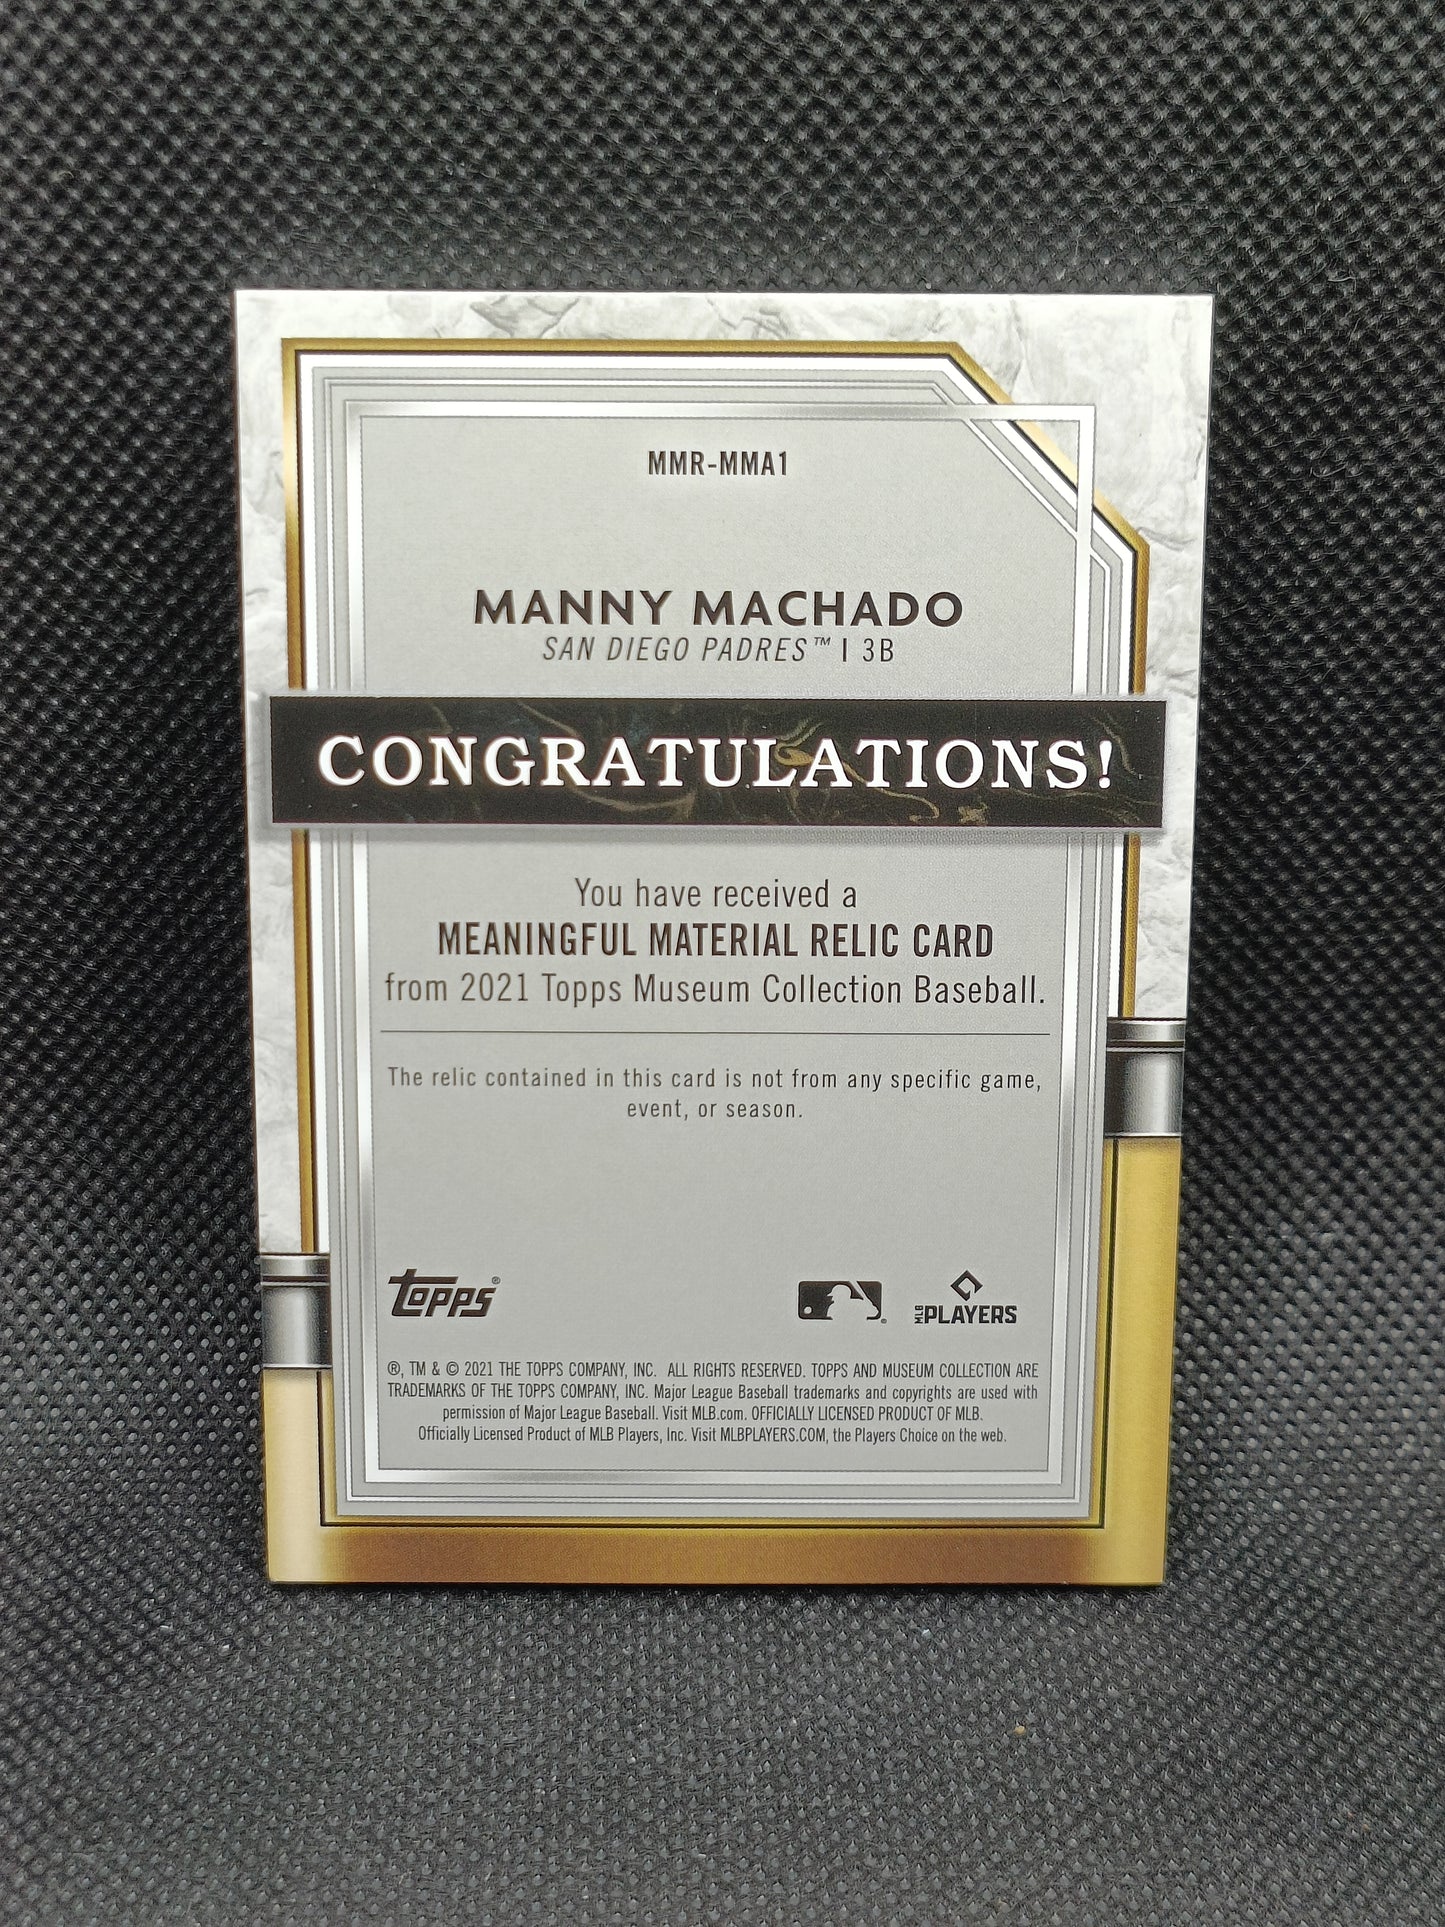 MMR-MMA1
MANNY MACHADO
SAN DIEGO PADRES™ | 3B
CONGRATULATIONS!
You have received a
MEANINGFUL MATERIAL RELIC CARD
from 2021 Topps Museum Collection Baseball.
The relic contained in this card is not from any specific game,
event, or season.
Topps®
® MLB PLAYERS
®, TM & © 2021 THE TOPPS COMPANY, INC. ALL RIGHTS RESERVED. TOPPS AND MUSEUM COLLECTION ARE
TRADEMARKS OF THE TOPPS COMPANY, INC. Major League Baseball trademarks and copyrights are used with
permission of Major League Baseball. Visit MLB.com. OFFICIALLY LICENSED PRODUCT OF MLB.
Officially Licensed Product of MLB Players, Inc. Visit MLBPLAYERS.COM, the Players Choice on the web.